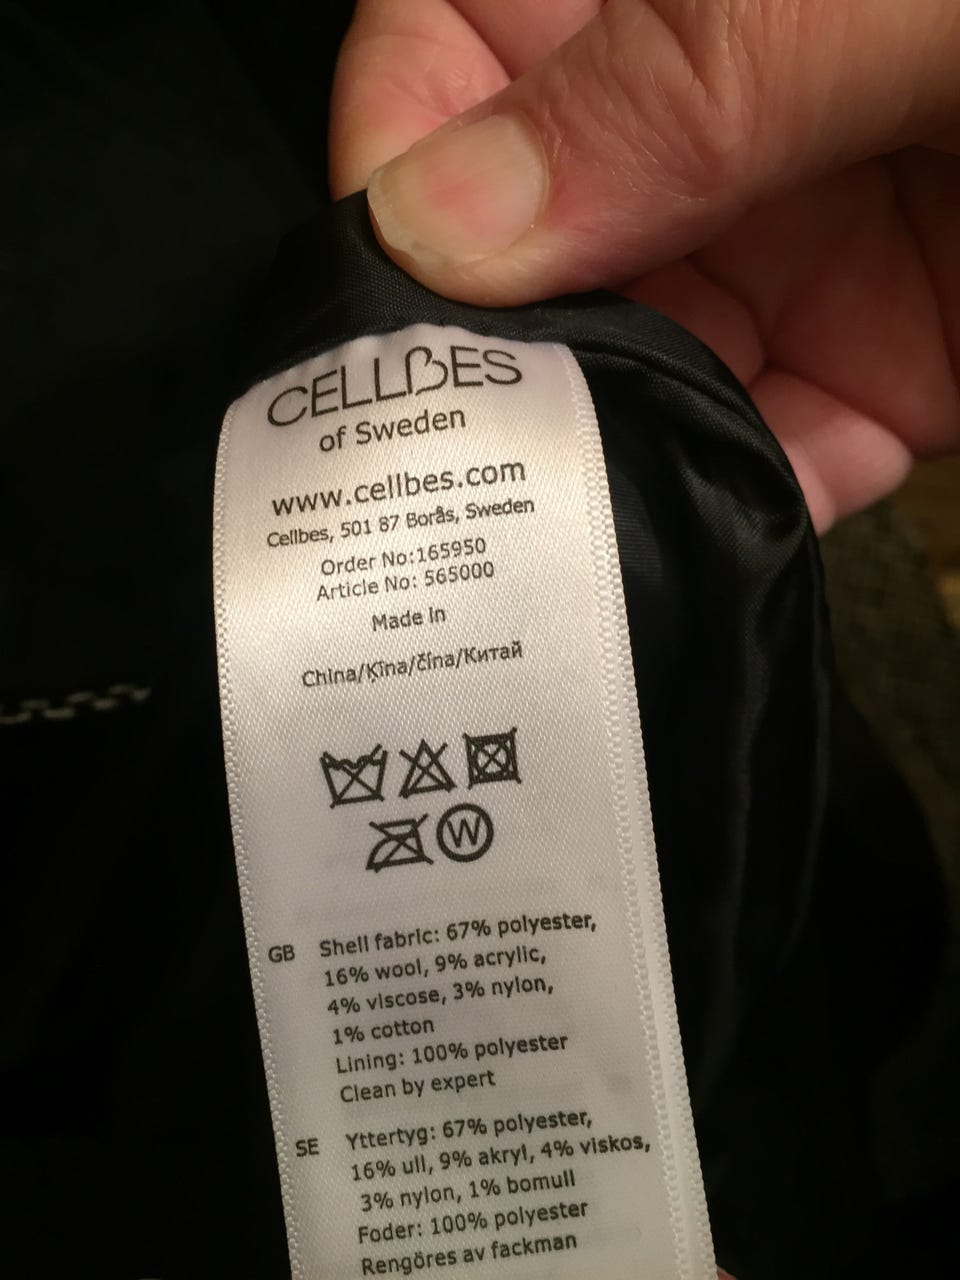 CELLBES
of Sweden
www.cellbes.com
Cellbes, 501 87 Borås, Sweden
Order No:165950
Article No: 565000
Made in
China/Ķīna/čína/Китай
W
GB Shell fabric: 67% polyester,
16% wool, 9% acrylic,
4% viscose, 3% nylon,
1% cotton
Lining: 100% polyester
Clean by expert
SE Yttertyg: 67% polyester,
16% ull, 9% akryl, 4% viskos,
3% nylon, 1% bomull
Foder: 100% polyester
Rengöres av fackman